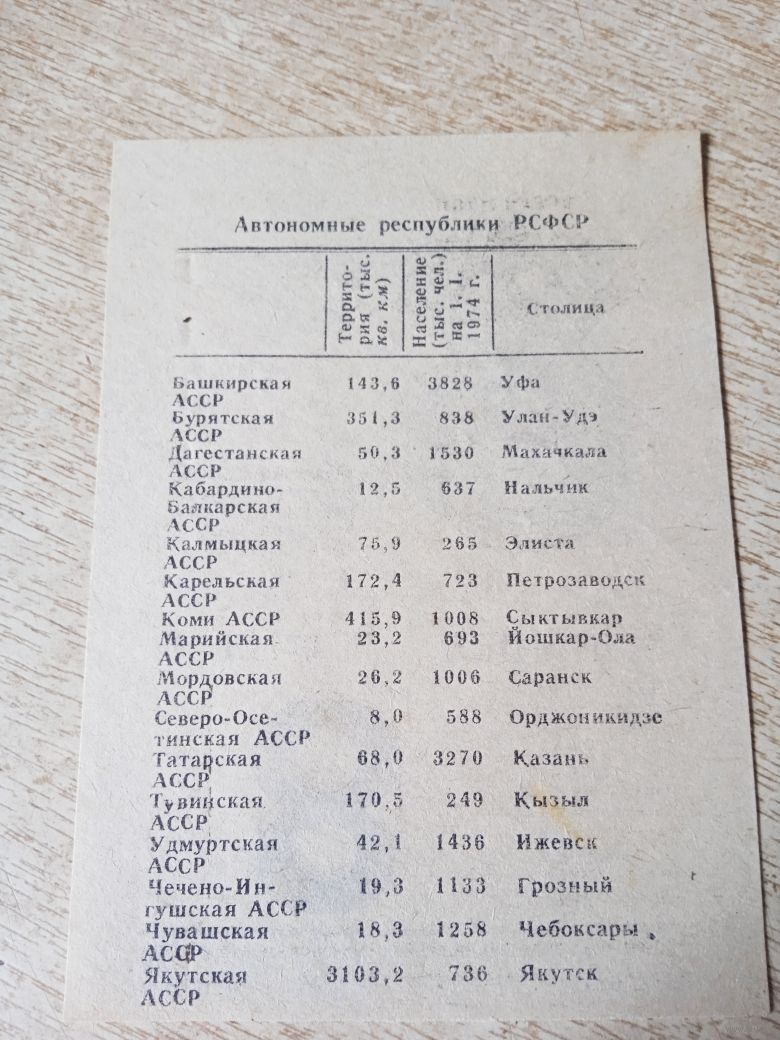 Автономные республики РСФСР
Террито-
рия (тыс.
кв. км)
Население
(тыс. чел.)
на 1. 1.
1974 г.
Столица
Башкирская 143,6 3828 Уфа
АССР
Бурятская 351,3 838 Улан-Удэ
АССР
Дагестанская 50,3 1530 Махачкала
АССР
Кабардино- 12,5 637 Нальчик
Балкарская
АССР
Калмыцкая 75,9 265 Элиста
АССР
Карельская 172,4 723 Петрозаводск
АССР
Коми АССР 415,9 1008 Сыктывкар
Марийская 23,2 693 Йошкар-Ола
АССР
Мордовская 26,2 1006 Саранск
АССР
Северо-Осе- 8,0 588 Орджоникидзе
тинская АССР
Татарская 68,0 3270 Казань
АССР
Тувинская 170,5 249 Кызыл
АССР
Удмуртская 42,1 1436 Ижевск
АССР
Чечено-Ин- 19,3 1133 Грозный
гушская АССР
Чувашская 18,3 1258 Чебоксары
АССР
Якутская 3103,2 736 Якутск
АССР